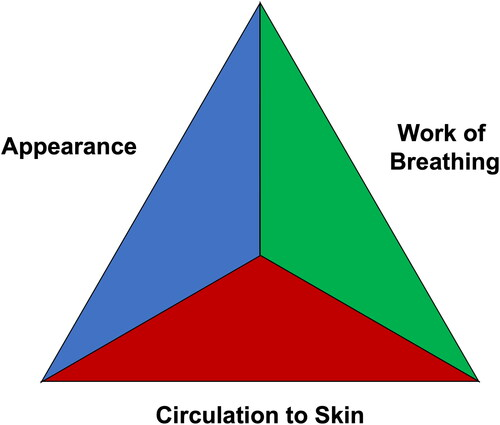 Appearance
Work of
Breathing
Circulation to Skin